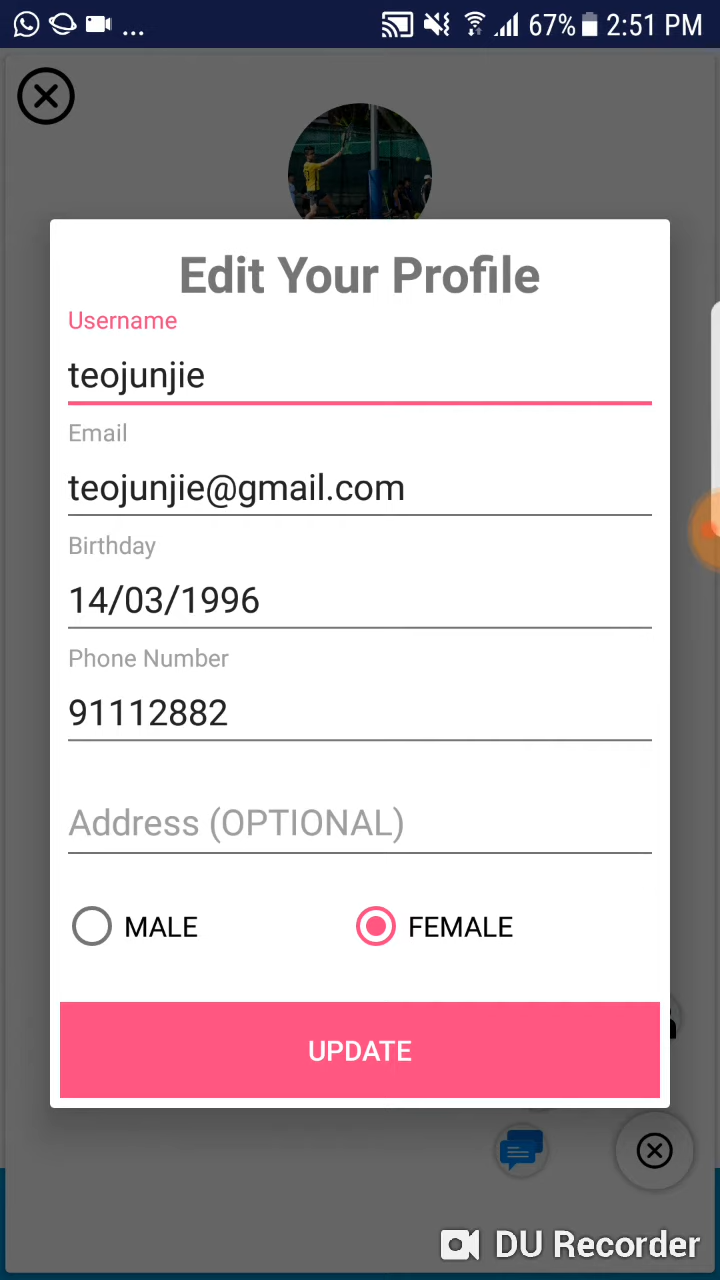 ... 67% 2:51 PM
Edit Your Profile
Username
teojunjie
Email
teojunjie@gmail.com
Birthday
14/03/1996
Phone Number
91112882
Address (OPTIONAL)
MALE FEMALE
UPDATE
DU Recorder